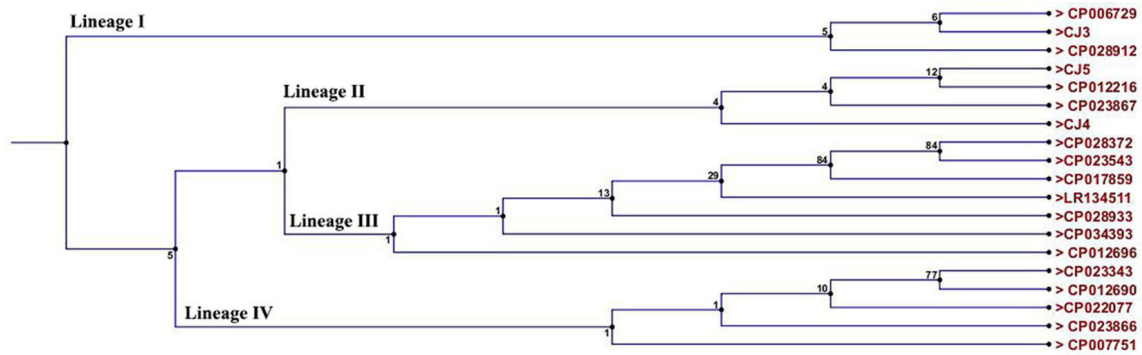 > CP006729
6
Lineage I
>CJ3
5
> CP028912
>CJ5
12
> CP012216
4
Lineage II
> CP023867
4
>CJ4
>CP028372
84
>CP023543
84
1
>CP017859
29
>LR134511
13
>CP028933
1
Lineage III
>CP034393
1
> CP012696
5
>CP023343
77
> CP012690
10
>CP022077
1
Lineage IV
> CP023866
1
> CP007751